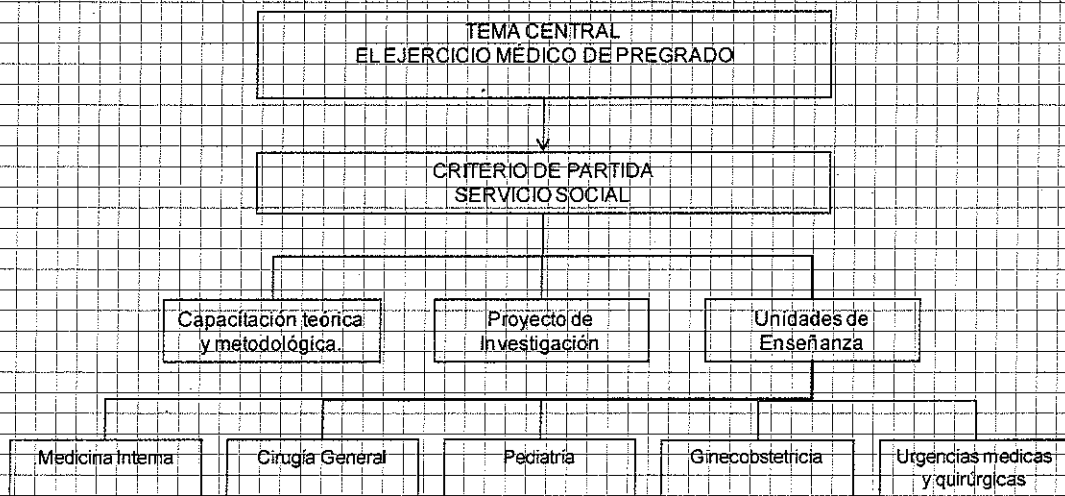 TEMA CENTRAL
EL EJERCICIO MÉDICO DE PREGRADO
CRITERIO DE PARTIDA
SERVICIO SOCIAL
Capacitación teórica
y metodológica.
Proyecto de
Investigación
Unidades de
Enseñanza
Medicina Interna
Cirugía General
Pediatría
Ginecobstetricia
Urgencias medicas
y quirúrgicas